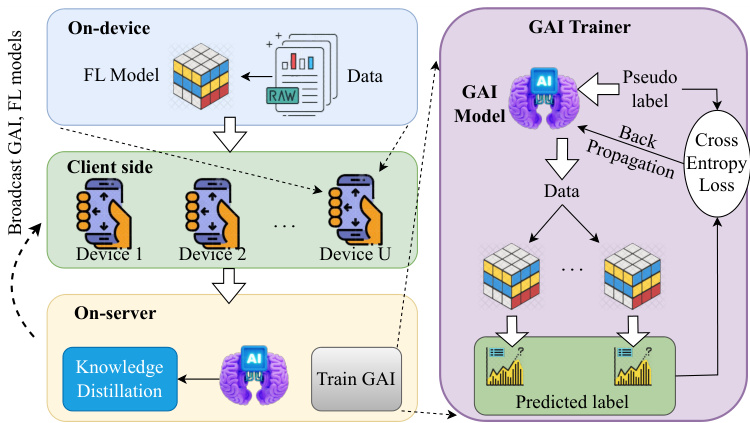 Broadcast GAI, FL models
On-device
FL Model
Data
RAW
Client side
Device 1
Device 2
...
Device U
On-server
Knowledge
Distillation
AI
Train GAI
GAI Trainer
GAI
Model
AI
Pseudo
label
Back
Propagation
Cross
Entropy
Loss
Data
...
?
?
Predicted label